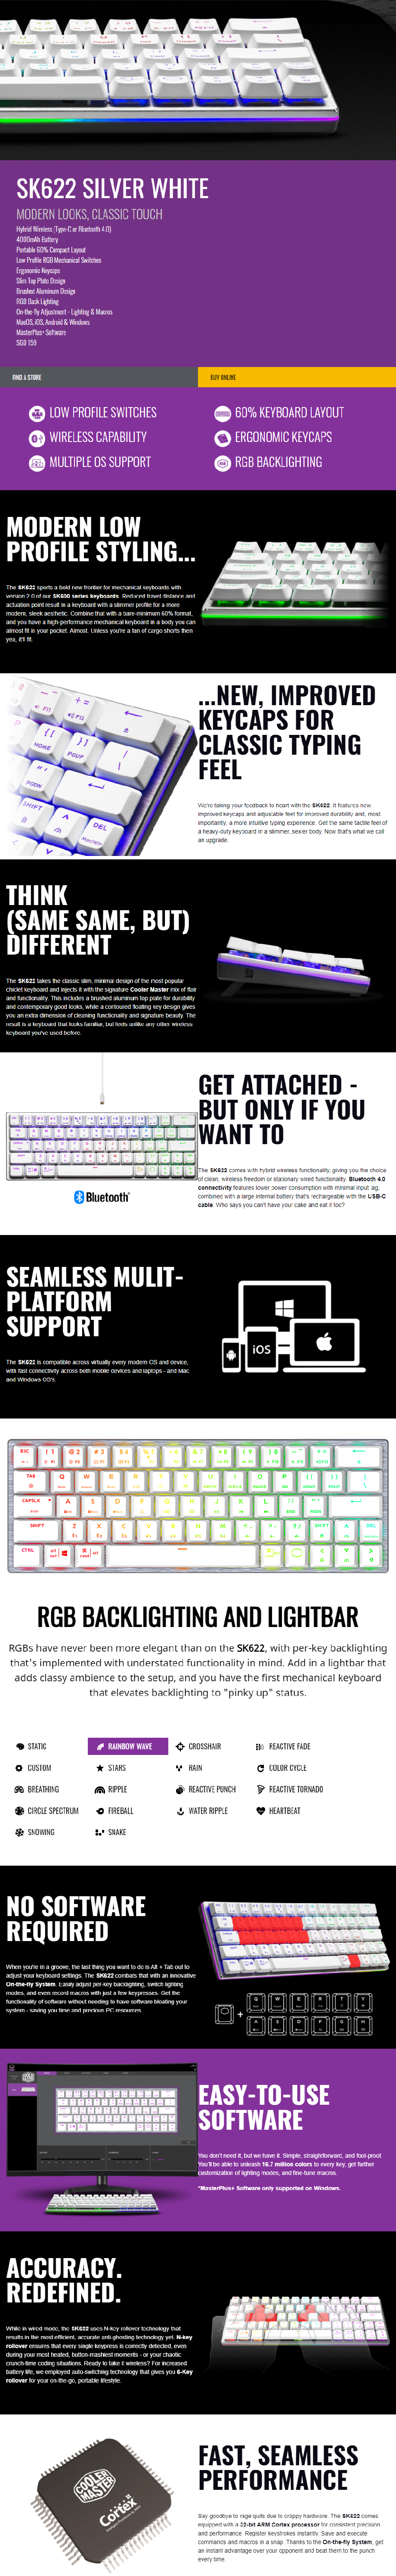 SK622 SILVER WHITE
MODERN LOOKS, CLASSIC TOUCH
Hybrid Wireless (Type-C or Bluetooth 4.0)
4000mAh Battery
Portable 60% Compact Layout
Low Profile RGB Mechanical Switches
Ergonomic Keycaps
Slim Top Plate Design
Brushed Aluminum Design
RGB Back Lighting
On-the-fly Adjustment - Lighting & Macros
MacOS, iOS, Android & Windows
MasterPlus+ Software
SGD 159
FIND A STORE
BUY ONLINE
LOW PROFILE SWITCHES
60% KEYBOARD LAYOUT
WIRELESS CAPABILITY
ERGONOMIC KEYCAPS
MULTIPLE OS SUPPORT
RGB BACKLIGHTING
MODERN LOW
PROFILE STYLING...
The SK622 sports a bold new frontier for mechanical keyboards with
version 2.0 of our SK600 series keyboards. Reduced travel distance and
actuation point result in a keyboard with a slimmer profile for a more
modern, sleek aesthetic. Combine that with a bare-minimum 60% format,
and you have a high-performance mechanical keyboard in a body you can
almost fit in your pocket. Almost. Unless you're a fan of cargo shorts then
yea, it'll fit.
...NEW, IMPROVED
KEYCAPS FOR
CLASSIC TYPING
FEEL
We're taking your feedback to heart with the SK622. It features new,
improved keycaps and adjustable feet for improved durability and, most
importantly, a more intuitive typing experience. Get the same tactile feel of
a heavy-duty keyboard in a slimmer, sexier body. Now that's what we call
an upgrade.
F11
HOME
PGUP
PGDN
SHIFT
DEL
THINK
(SAME SAME, BUT)
DIFFERENT
The SK622 takes the classic slim, minimal design of the most popular
chiclet keyboard and injects it with the signature Cooler Master mix of flair
and functionality. This includes a brushed aluminum top plate for durability
and contemporary good looks, while a contoured floating key design gives
you an extra dimension of cleaning functionality and signature beauty. The
result is a keyboard that looks familiar, but feels unlike any other wireless
keyboard you've used before.
GET ATTACHED -
BUT ONLY IF YOU
WANT TO
Bluetooth®
The SK622 comes with hybrid wireless functionality, giving you the choice
of clean, wireless freedom or stationary wired functionality. Bluetooth 4.0
connectivity features lower power consumption with minimal input lag,
combined with a large internal battery that's rechargeable with the USB-C
cable. Who says you can't have your cake and eat it too?
SEAMLESS MULIT-
PLATFORM
SUPPORT
The SK622 is compatible across virtually every modern OS and device,
with fast connectivity across both mobile devices and laptops - and Mac
and Windows OS's.
iOS
ESC
TAB Q W E R T Y U I O P
CAPSLK A S D F G H J K L
SHIFT Z X C V B N M SHIFT DEL
CTRL
RGB BACKLIGHTING AND LIGHTBAR
RGBs have never been more elegant than on the SK622, with per-key backlighting
that's implemented with understated functionality in mind. Add in a lightbar that
adds classy ambience to the setup, and you have the first mechanical keyboard
that elevates backlighting to "pinky up" status.
STATIC
RAINBOW WAVE
CROSSHAIR
REACTIVE FADE
CUSTOM
STARS
RAIN
COLOR CYCLE
BREATHING
RIPPLE
REACTIVE PUNCH
REACTIVE TORNADO
CIRCLE SPECTRUM
FIREBALL
WATER RIPPLE
HEARTBEAT
SNOWING
SNAKE
NO SOFTWARE
REQUIRED
When you're in a groove, the last thing you want to do is Alt + Tab out to
adjust your keyboard settings. The SK622 combats that with an innovative
On-the-fly System. Easily adjust per-key backlighting, switch lighting
modes, and even record macros with just a few keypresses. Get the
functionality of software without needing to have software bloating your
system - saving you time and precious PC resources.
+
Q W E R T Y
A S D F G H
EASY-TO-USE
SOFTWARE
You don't need it, but we have it. Simple, straightforward, and fool-proof.
You'll be able to unleash 16.7 million colors to every key, get further
customization of lighting modes, and fine-tune macros.
*MasterPlus+ Software only supported on Windows.
ACCURACY.
REDEFINED.
While in wired mode, the SK622 uses N-key rollover technology that
results in the most efficient, accurate anti-ghosting technology yet. N-key
rollover ensures that every single keypress is correctly detected, even
during your most heated, button-mashiest moments - or your chaotic
crunch-time coding situations. Ready to take it wireless? For increased
battery life, we employed auto-switching technology that gives you 6-Key
rollover for your on-the-go, portable lifestyle.
COOLER
MASTER
Cortex
FAST, SEAMLESS
PERFORMANCE
Say goodbye to rage quits due to crappy hardware. The SK622 comes
equipped with a 32-bit ARM Cortex processor for consistent precision
and performance. Register keystrokes instantly. Save and execute
commands and macros in a snap. Thanks to the On-the-fly System, get
an instant advantage over your opponent and beat them to the punch
every time.